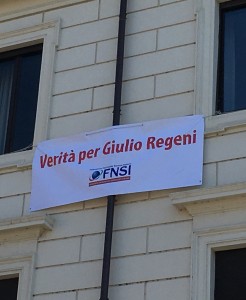 Verità per Giulio Regeni
FNSI